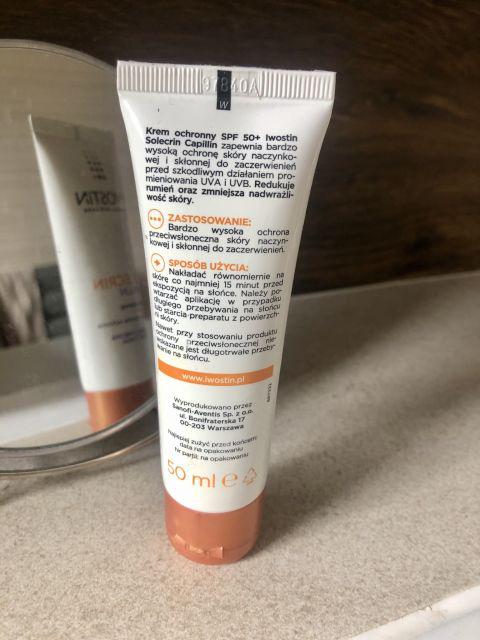 97840A
W
Krem ochronny SPF 50+ Iwostin
Solecrin Capillin zapewnia bardzo
wysoką ochronę skóry naczynko-
wej i skłonnej do zaczerwienień
przed szkodliwym działaniem pro-
mieniowania UVA i UVB. Redukuje
rumień oraz zmniejsza nadwrażli-
wość skóry.
ZASTOSOWANIE:
Bardzo wysoka ochrona
przeciwsłoneczna skóry naczyn-
kowej i skłonnej do zaczerwienień.
SPOSÓB UŻYCIA:
Nakładać równomiernie na
skórę co najmniej 15 minut przed
ekspozycją na słońce. Należy po-
wtarzać aplikację w przypadku
długiego przebywania na słońcu
lub starcia preparatu z powierzch-
ni skóry.
Nawet przy stosowaniu produktu
ochrony przeciwsłonecznej nie-
wskazane jest długotrwałe przeby-
wanie na słońcu.
www.iwostin.pl
Wyprodukowano przez
Sanofi-Aventis Sp. z o.o.
ul. Bonifraterska 17
00-203 Warszawa
Najlepiej zużyć przed końcem:
data na opakowaniu
nr partii: na opakowaniu
50 ml e
IWOSTIN